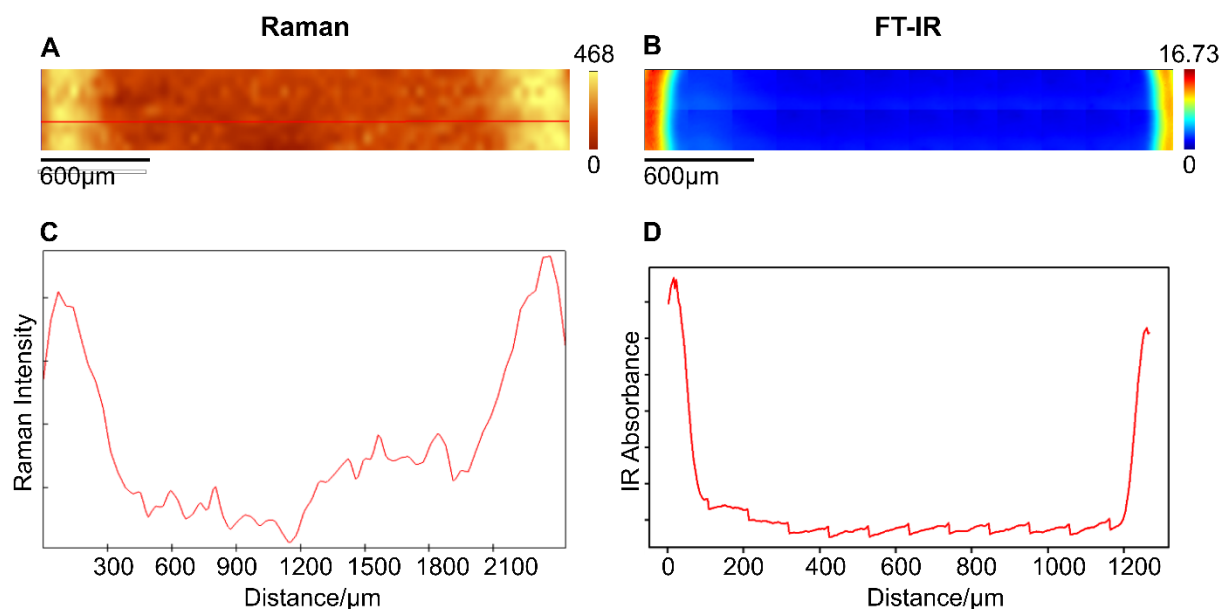 Raman
FT-IR
A
468
0
600µm
B
16.73
0
600µm
C
Raman Intensity
300 600 900 1200 1500 1800 2100
Distance/µm
D
IR Absorbance
0 200 400 600 800 1000 1200
Distance/µm